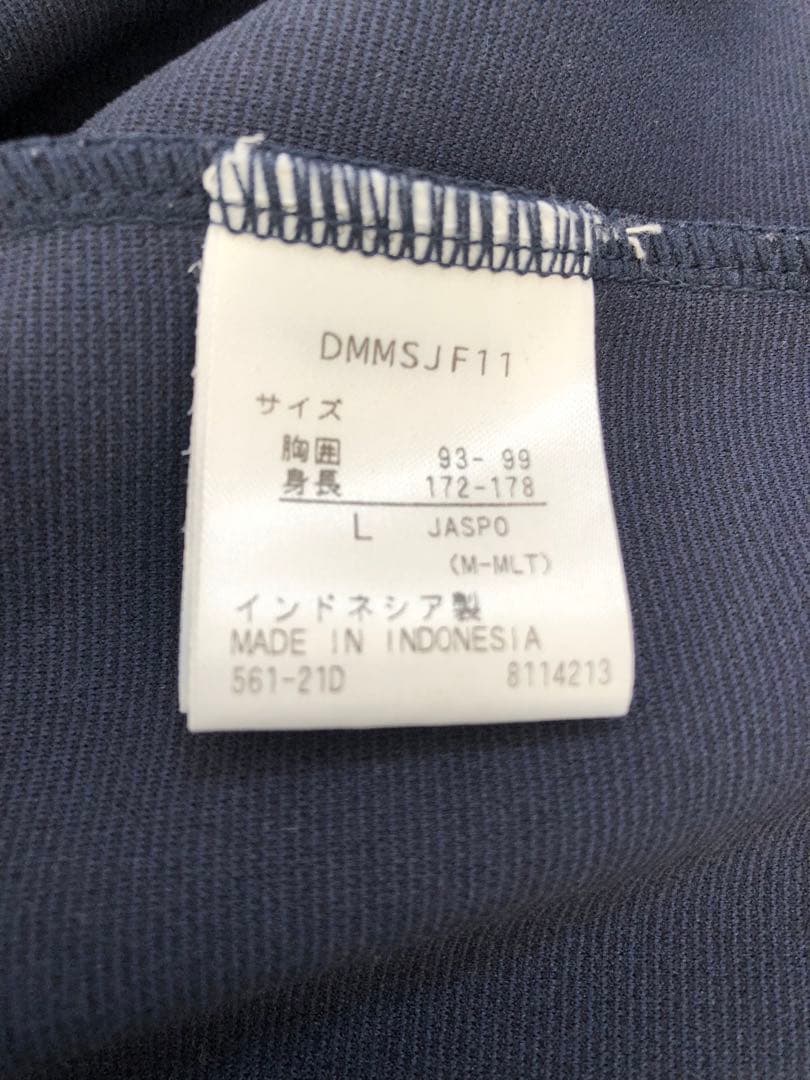 DMMSJF11
サイズ
胸囲 93-99
身長 172-178
L JASPO
(M-MLT)
インドネシア製
MADE IN INDONESIA
561-21D 8114213